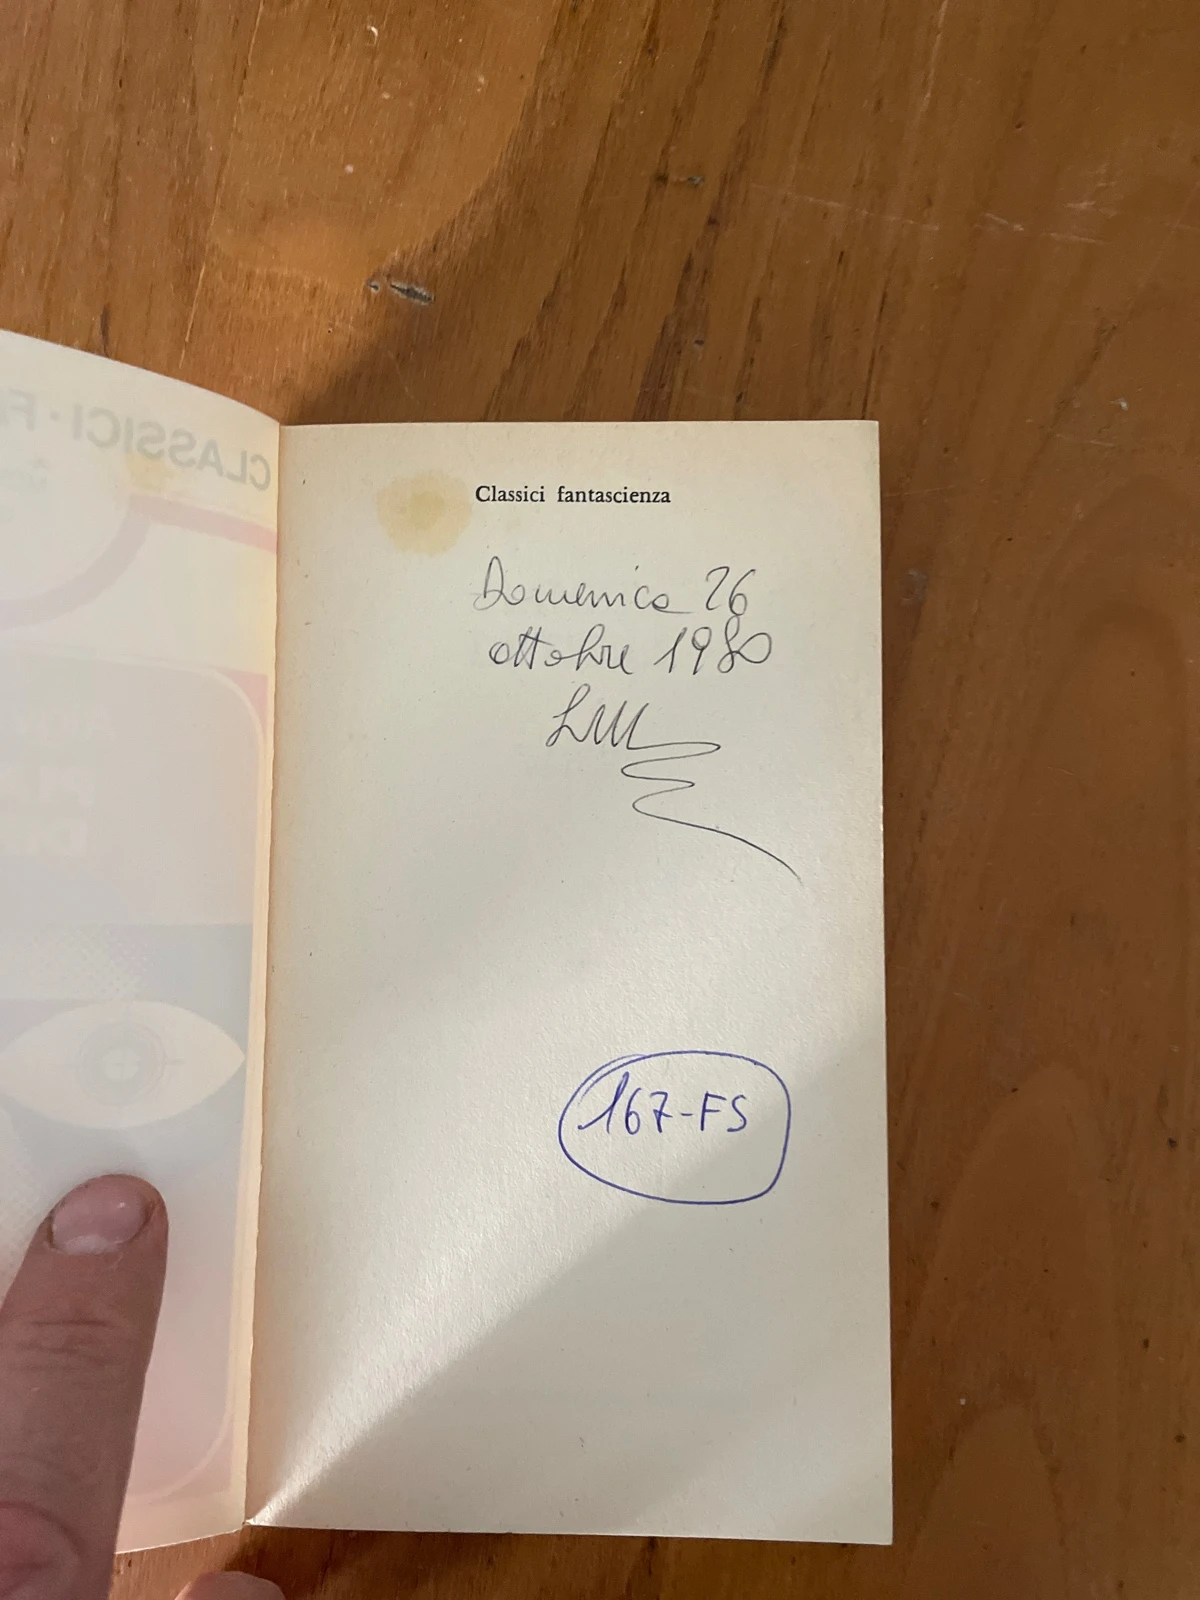 CLASSICI · F
Classici fantascienza
Domenica 26
ottobre 1980
167-FS